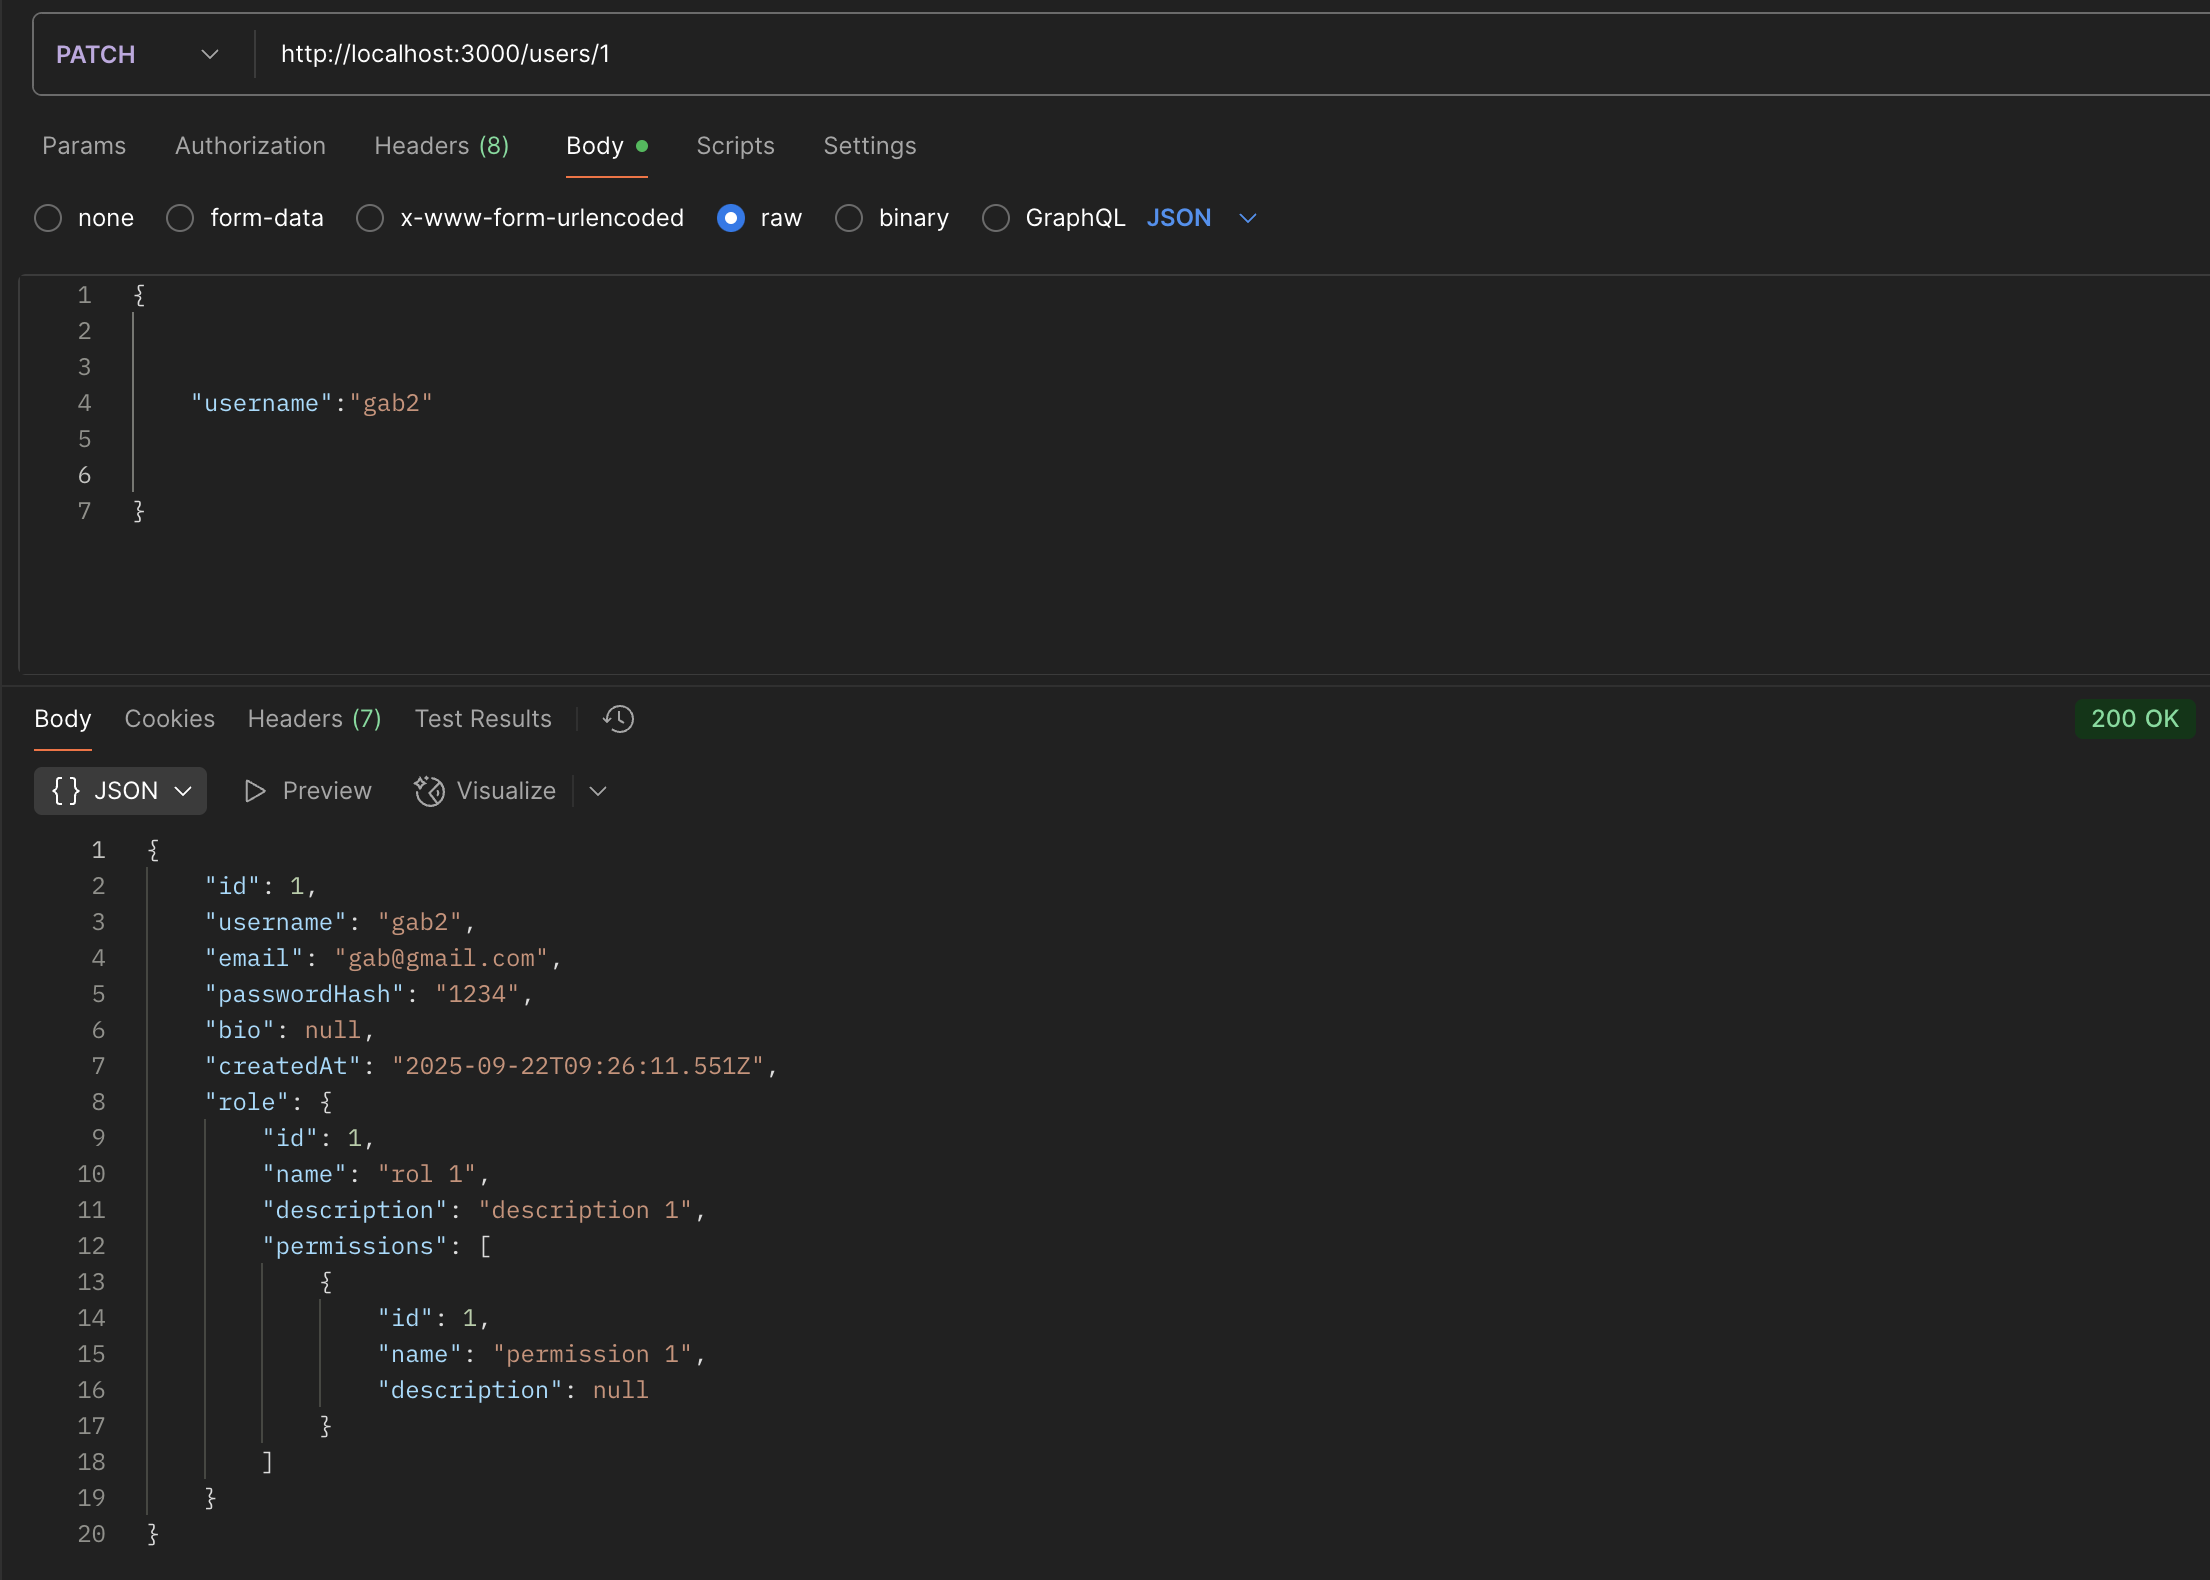 PATCH http://localhost:3000/users/1
Params Authorization Headers (8) Body Scripts Settings
none form-data x-www-form-urlencoded raw binary GraphQL JSON
1 {
2
3
4 "username":"gab2"
5
6
7 }
Body Cookies Headers (7) Test Results 200 OK
{} JSON Preview Visualize
1 {
2 "id": 1,
3 "username": "gab2",
4 "email": "gab@gmail.com",
5 "passwordHash": "1234",
6 "bio": null,
7 "createdAt": "2025-09-22T09:26:11.551Z",
8 "role": {
9 "id": 1,
10 "name": "rol 1",
11 "description": "description 1",
12 "permissions": [
13 {
14 "id": 1,
15 "name": "permission 1",
16 "description": null
17 }
18 ]
19 }
20 }